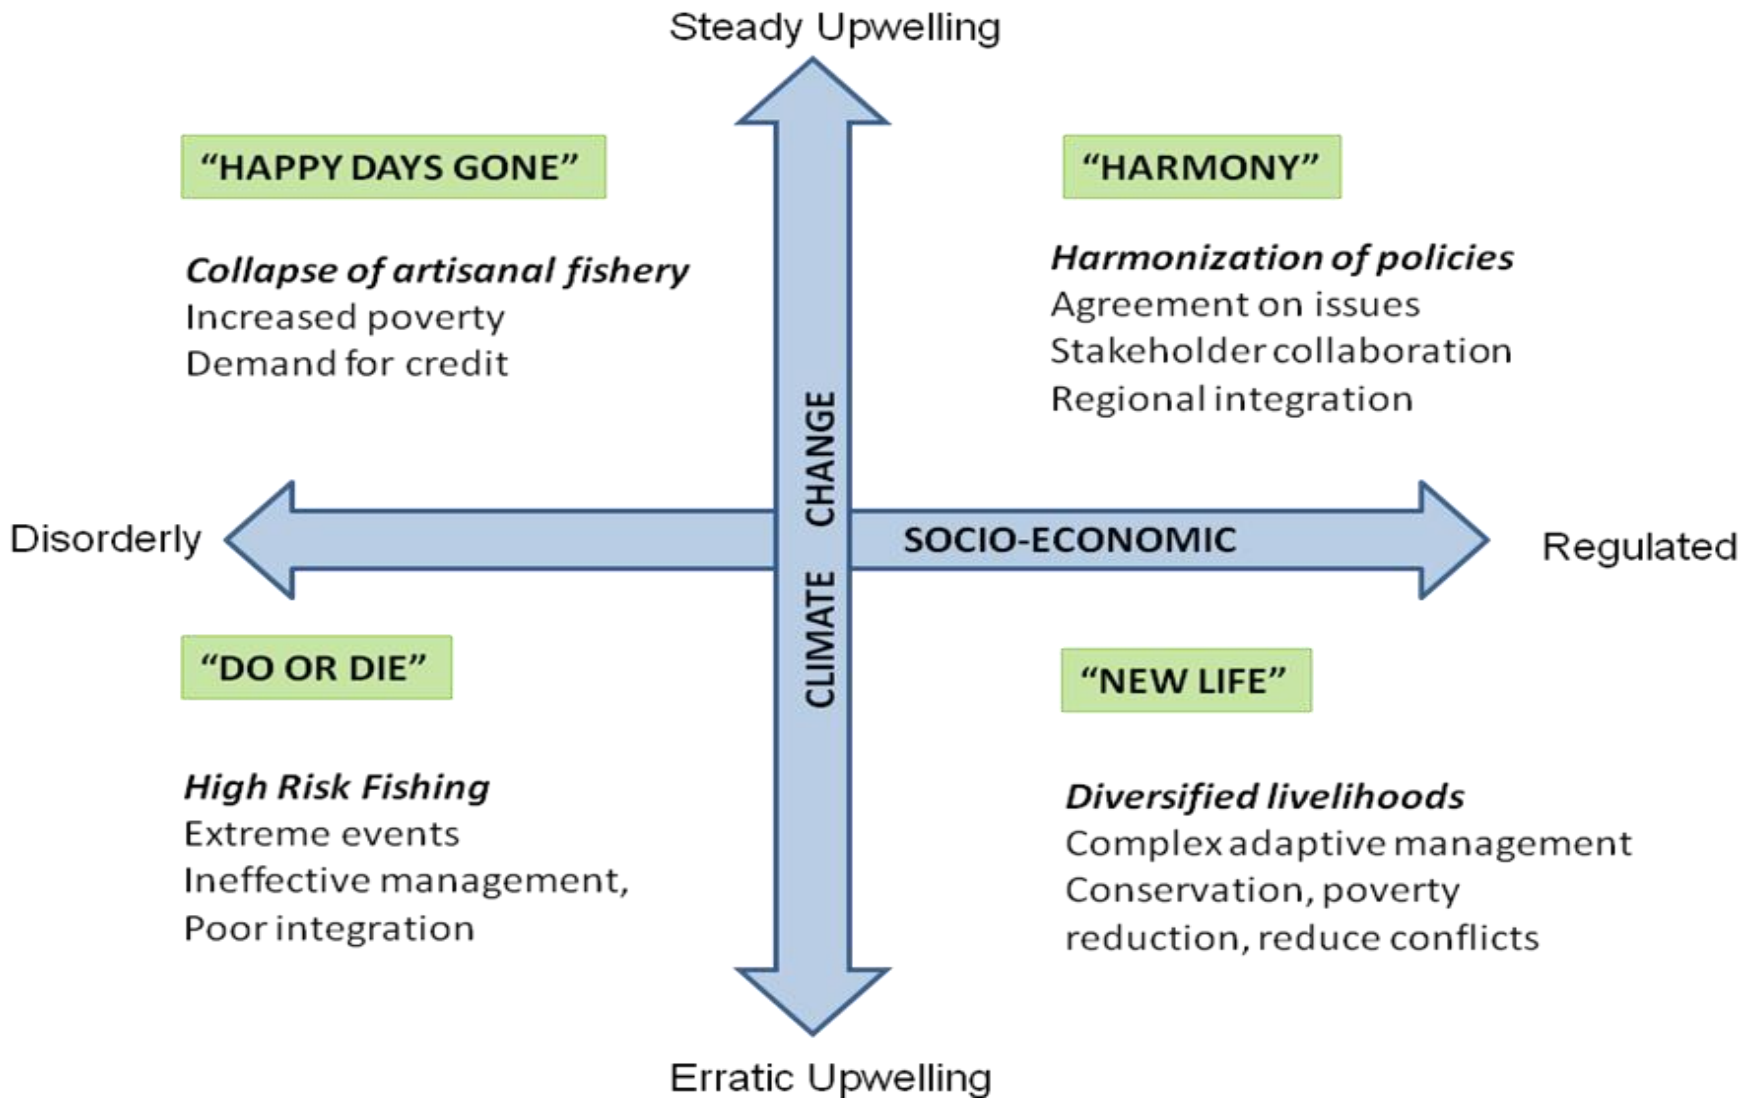 Steady Upwelling
“HAPPY DAYS GONE”
Collapse of artisanal fishery
Increased poverty
Demand for credit
“HARMONY”
Harmonization of policies
Agreement on issues
Stakeholder collaboration
Regional integration
CLIMATE CHANGE
Disorderly
SOCIO-ECONOMIC
Regulated
“DO OR DIE”
High Risk Fishing
Extreme events
Ineffective management,
Poor integration
“NEW LIFE”
Diversified livelihoods
Complex adaptive management
Conservation, poverty
reduction, reduce conflicts
Erratic Upwelling